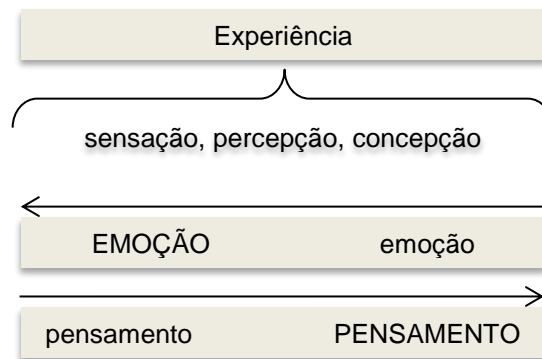 Experiência
sensação, percepção, concepção
EMOÇÃO emoção
pensamento PENSAMENTO